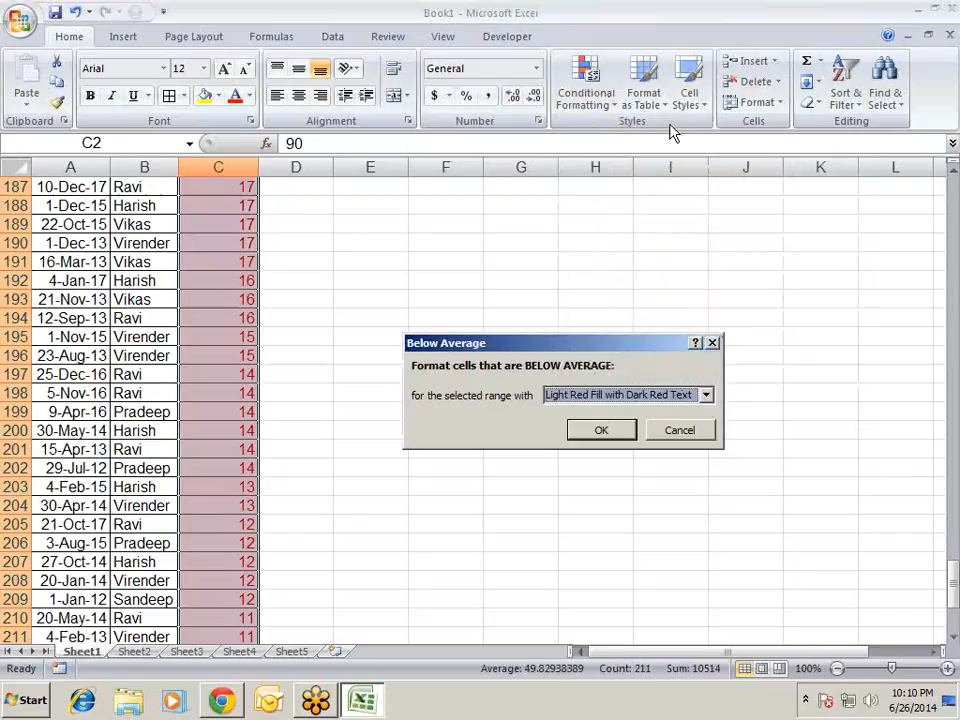 Book1 - Microsoft Excel
Home Insert Page Layout Formulas Data Review View Developer
Paste
Clipboard
Arial 12
B I U
Font
Alignment
General
$ % ,
Number
Conditional Formatting
Format as Table
Cell Styles
Styles
Insert
Delete
Format
Cells
Sort & Filter
Find & Select
Editing
C2 fx 90
A B C D E F G H I J K L
187 10-Dec-17 Ravi 17
188 1-Dec-15 Harish 17
189 22-Oct-15 Vikas 17
190 1-Dec-13 Virender 17
191 16-Mar-13 Vikas 17
192 4-Jan-17 Harish 16
193 21-Nov-13 Vikas 16
194 12-Sep-13 Ravi 16
195 1-Nov-15 Virender 15
196 23-Aug-13 Virender 15
197 25-Dec-16 Ravi 14
198 5-Nov-16 Ravi 14
199 9-Apr-16 Pradeep 14
200 30-May-14 Harish 14
201 15-Apr-13 Ravi 14
202 29-Jul-12 Pradeep 14
203 4-Feb-15 Harish 13
204 30-Apr-14 Virender 13
205 21-Oct-17 Ravi 12
206 3-Aug-15 Pradeep 12
207 27-Oct-14 Harish 12
208 20-Jan-14 Virender 12
209 1-Jan-12 Sandeep 12
210 20-May-14 Ravi 11
211 4-Feb-13 Virender 11
Below Average
Format cells that are BELOW AVERAGE:
for the selected range with Light Red Fill with Dark Red Text
OK Cancel
Sheet1 Sheet2 Sheet3 Sheet4 Sheet5
Ready Average: 49.82938389 Count: 211 Sum: 10514 100%
Start
10:10 PM
6/26/2014